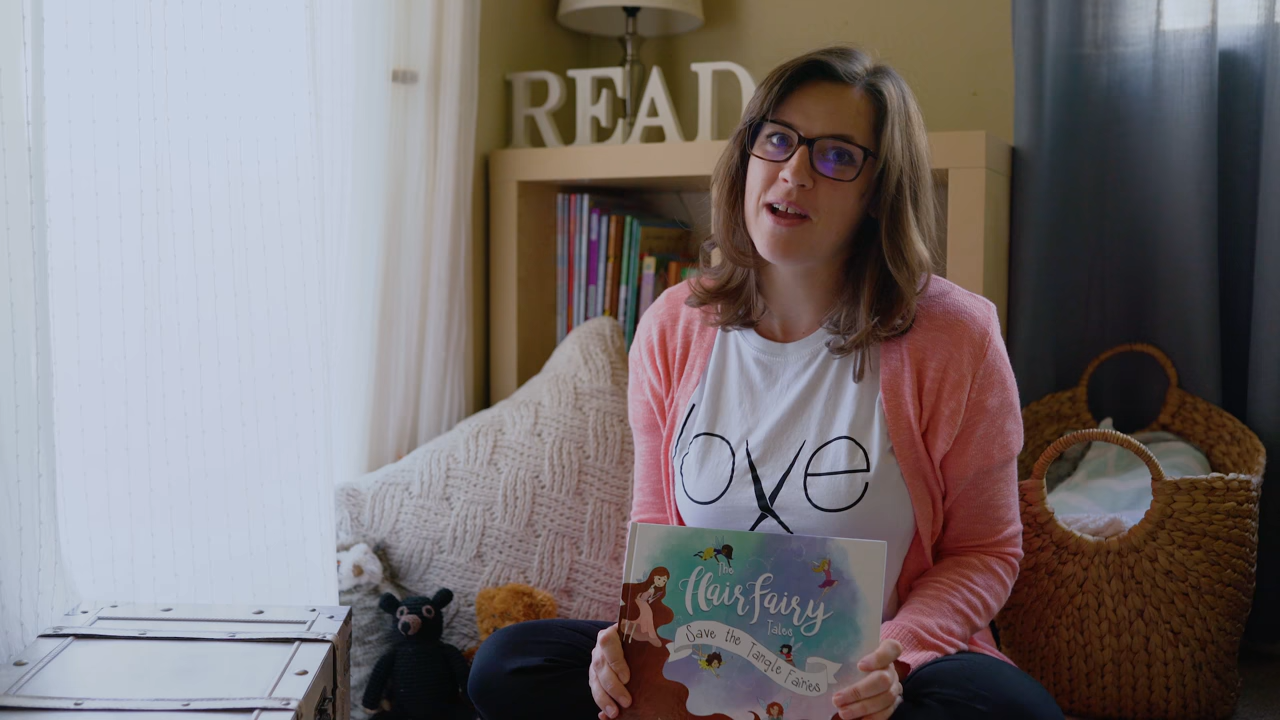 READ
love
The
Hair Fairy
Tales
Save the Tangle Fairies